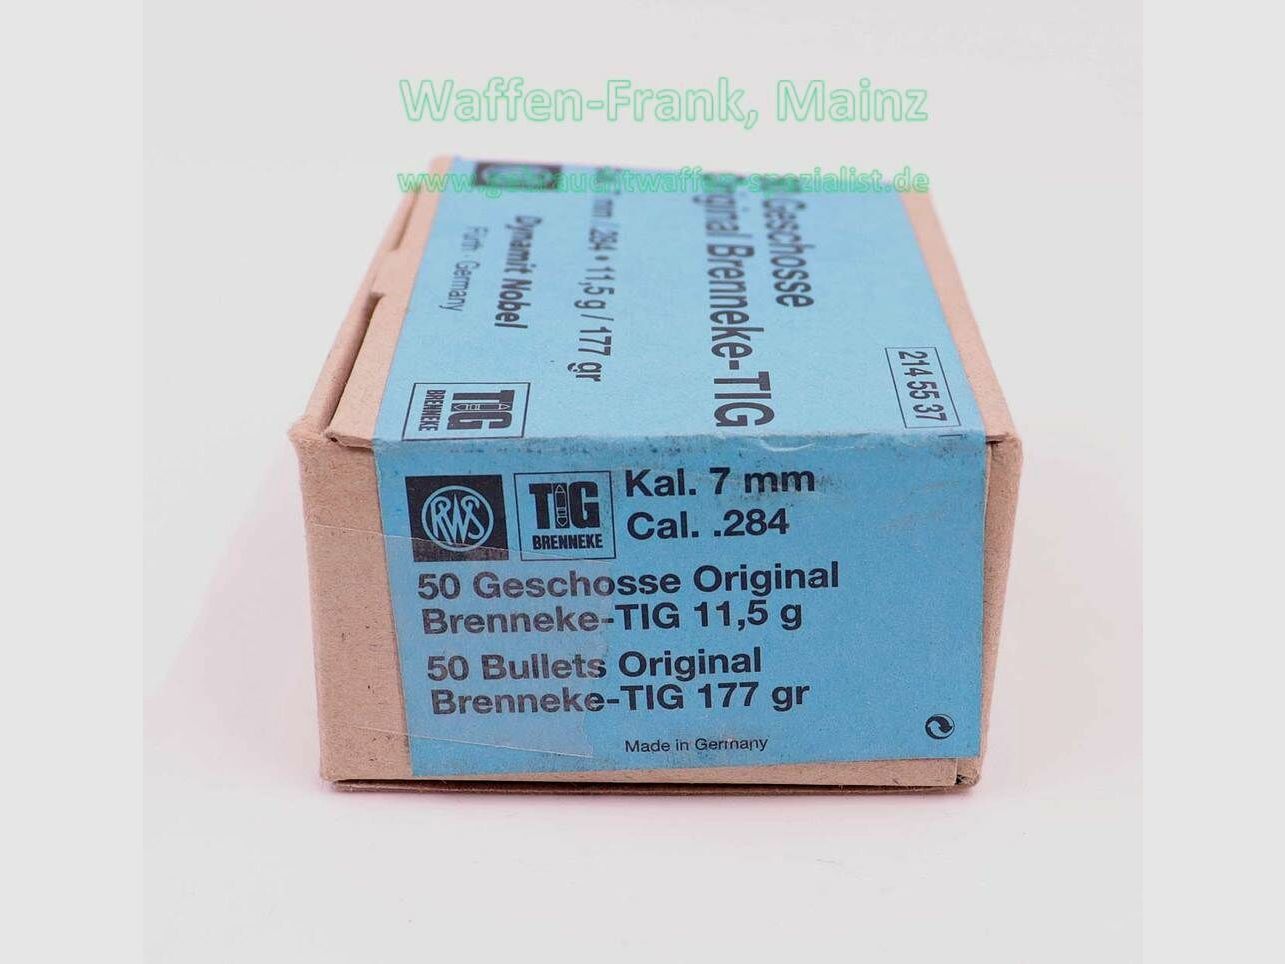 Waffen-Frank, Mainz
www.gebrauchtwaffen-spezialist.de
Geschosse
Original Brenneke-TIG
mm / .284 • 11,5 g / 177 gr
Dynamit Nobel
Fürth · Germany
214 55 37
TIG
BRENNEKE
RWS
TIG
BRENNEKE
Kal. 7 mm
Cal. .284
50 Geschosse Original
Brenneke-TIG 11,5 g
50 Bullets Original
Brenneke-TIG 177 gr
Made in Germany